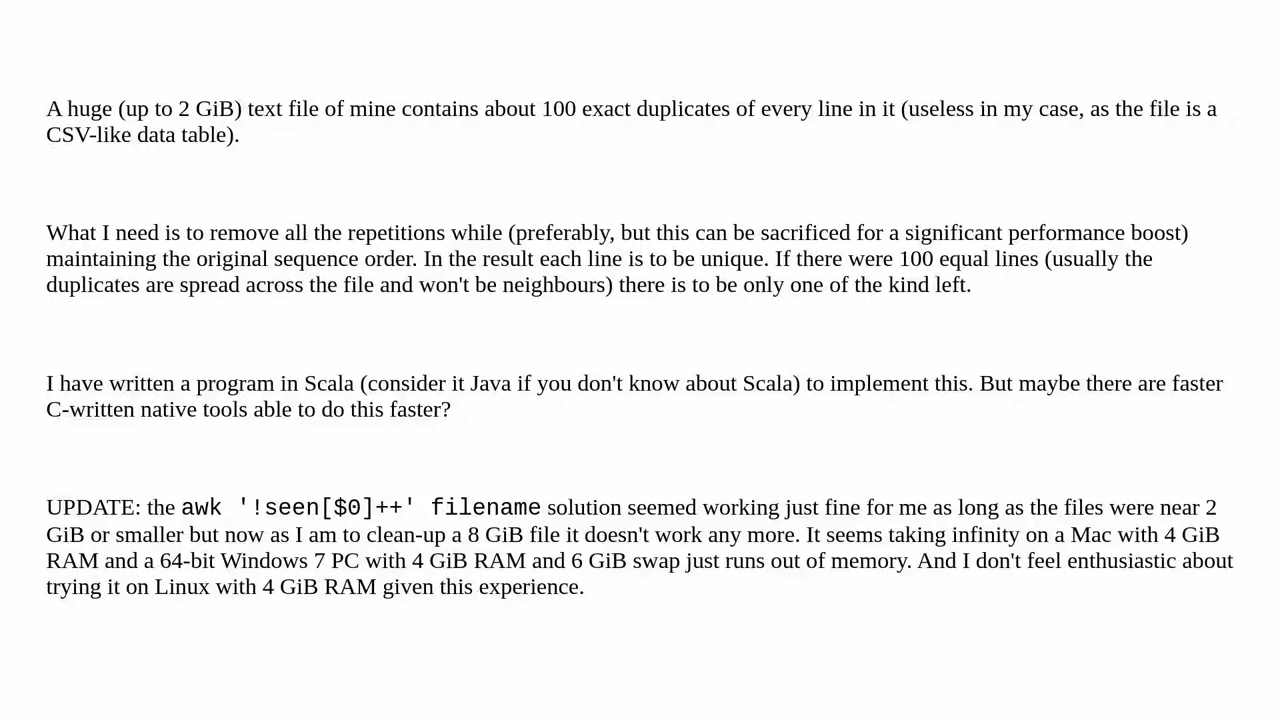 A huge (up to 2 GiB) text file of mine contains about 100 exact duplicates of every line in it (useless in my case, as the file is a
CSV-like data table).
What I need is to remove all the repetitions while (preferably, but this can be sacrificed for a significant performance boost)
maintaining the original sequence order. In the result each line is to be unique. If there were 100 equal lines (usually the
duplicates are spread across the file and won't be neighbours) there is to be only one of the kind left.
I have written a program in Scala (consider it Java if you don't know about Scala) to implement this. But maybe there are faster
C-written native tools able to do this faster?
UPDATE: the awk '!seen[$0]++' filename solution seemed working just fine for me as long as the files were near 2
GiB or smaller but now as I am to clean-up a 8 GiB file it doesn't work any more. It seems taking infinity on a Mac with 4 GiB
RAM and a 64-bit Windows 7 PC with 4 GiB RAM and 6 GiB swap just runs out of memory. And I don't feel enthusiastic about
trying it on Linux with 4 GiB RAM given this experience.